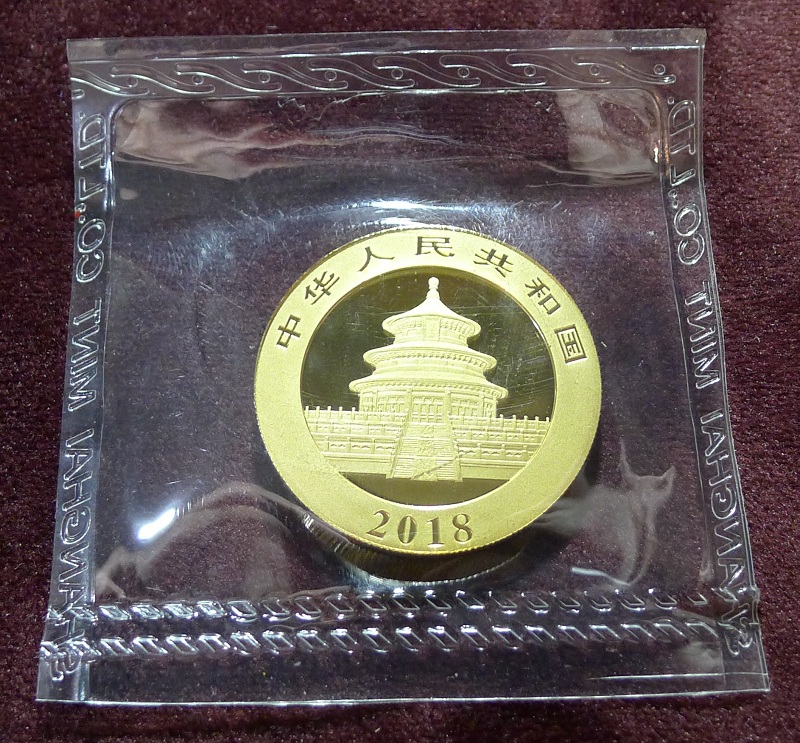 中华人民共和国
2018
SHANGHAI MINT CO.,LTD.
SHANGHAI MINT CO.,LTD.